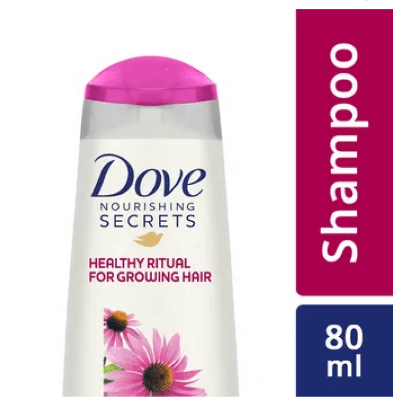 Dove
NOURISHING
SECRETS
HEALTHY RITUAL
FOR GROWING HAIR
Shampoo
80
ml